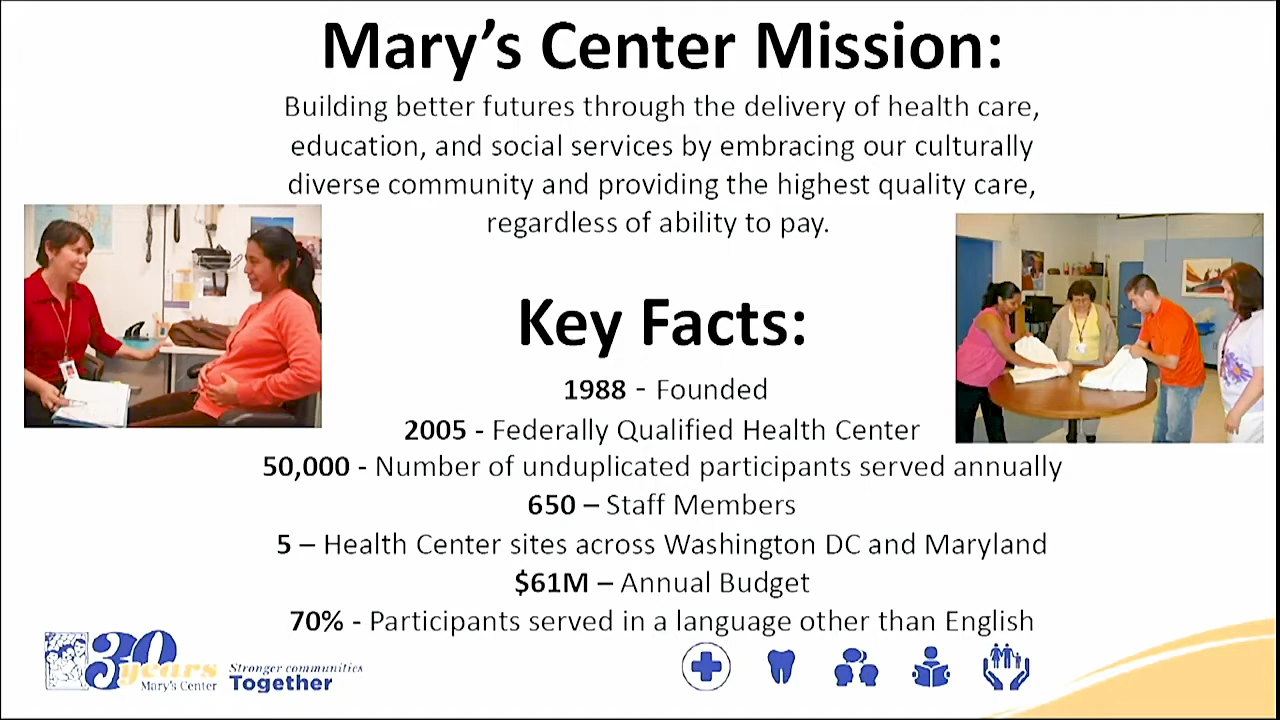 Mary's Center Mission:
Building better futures through the delivery of health care,
education, and social services by embracing our culturally
diverse community and providing the highest quality care,
regardless of ability to pay.
Key Facts:
1988 - Founded
2005 - Federally Qualified Health Center
50,000 - Number of unduplicated participants served annually
650 – Staff Members
5 – Health Center sites across Washington DC and Maryland
$61M – Annual Budget
70% - Participants served in a language other than English
30
years
Mary's Center
Stronger communities
Together